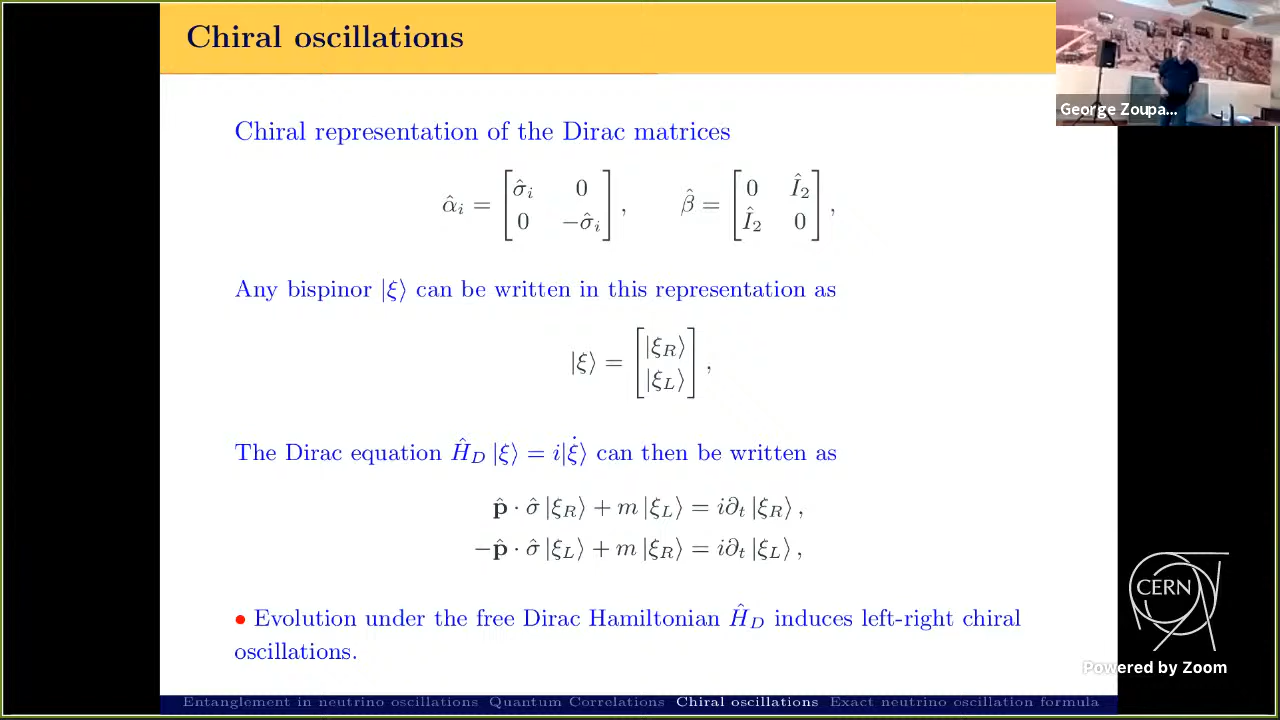 Chiral oscillations
George Zoupa...
Chiral representation of the Dirac matrices
α̂ᵢ = [σ̂ᵢ 0; 0 −σ̂ᵢ], β̂ = [0 Î₂; Î₂ 0],
Any bispinor |ξ⟩ can be written in this representation as
|ξ⟩ = [|ξ_R⟩; |ξ_L⟩],
The Dirac equation Ĥ_D |ξ⟩ = i|ξ̇⟩ can then be written as
p̂ · σ̂ |ξ_R⟩ + m |ξ_L⟩ = i∂ₜ |ξ_R⟩ ,
−p̂ · σ̂ |ξ_L⟩ + m |ξ_R⟩ = i∂ₜ |ξ_L⟩ ,
• Evolution under the free Dirac Hamiltonian Ĥ_D induces left-right chiral
oscillations.
CERN
Powered by Zoom
Entanglement in neutrino oscillations Quantum Correlations Chiral oscillations Exact neutrino oscillation formula